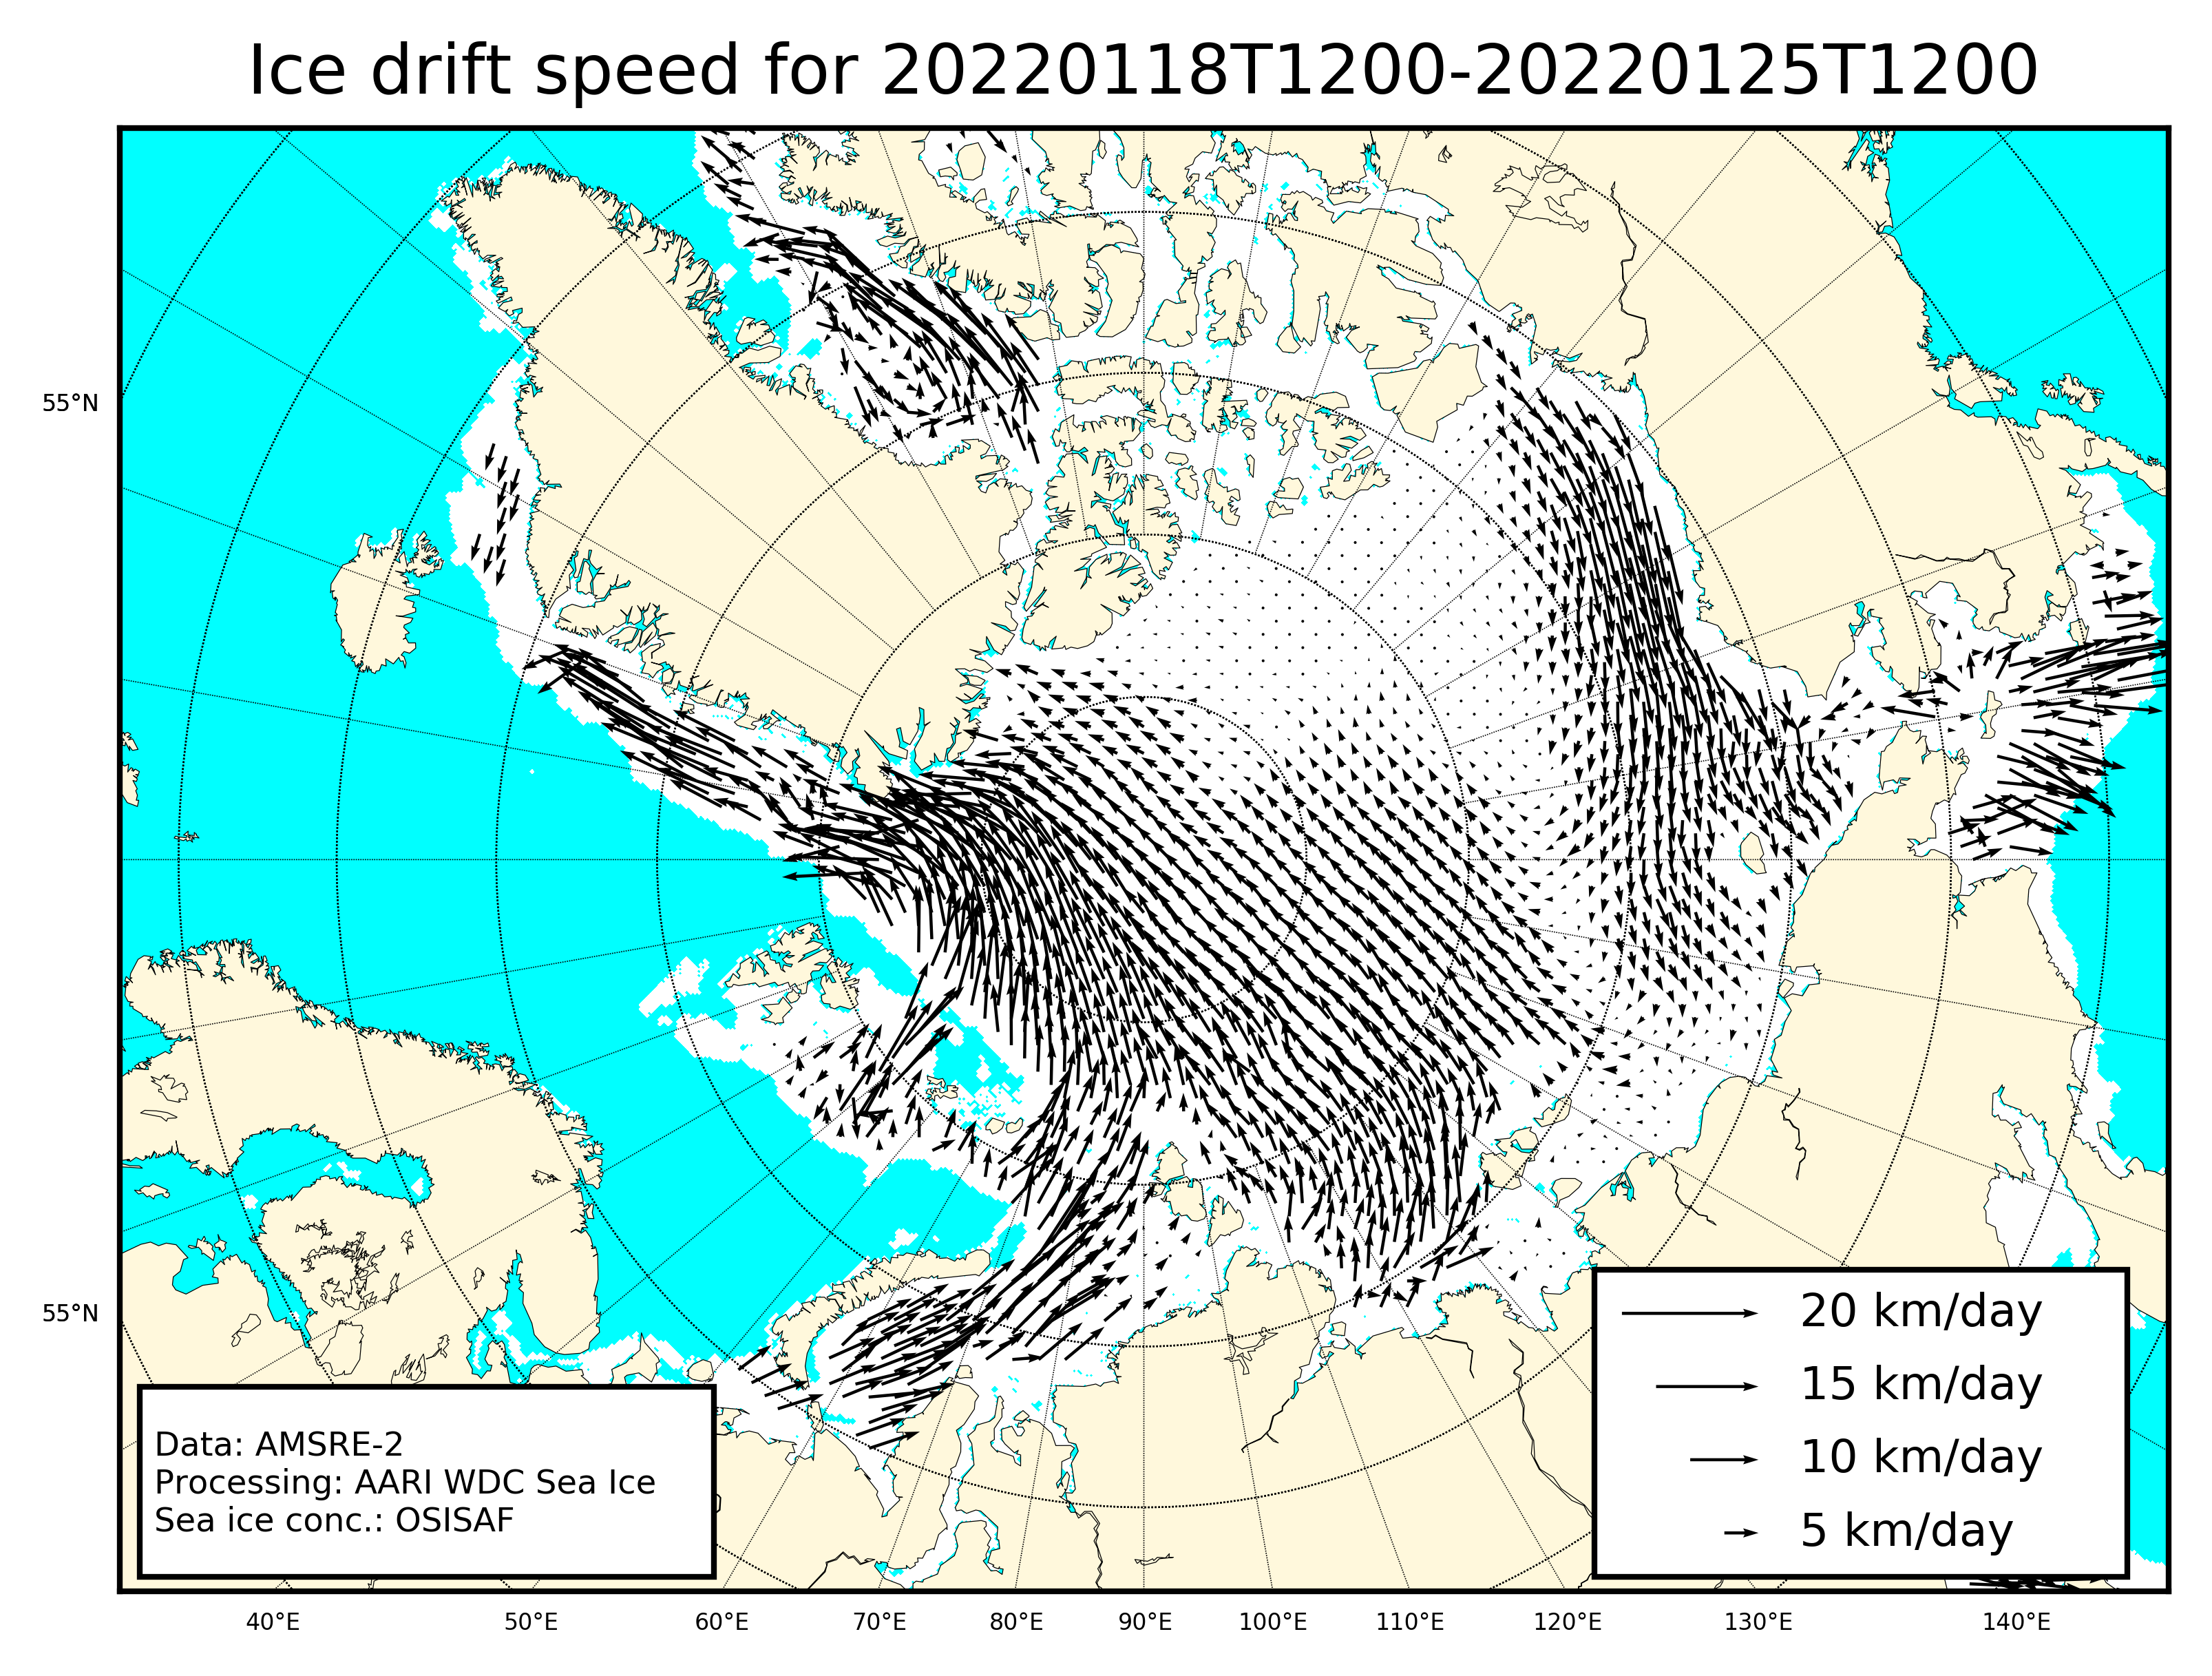 Ice drift speed for 20220118T1200-20220125T1200
55°N
55°N
20 km/day
15 km/day
10 km/day
5 km/day
Data: AMSRE-2
Processing: AARI WDC Sea Ice
Sea ice conc.: OSISAF
40°E 50°E 60°E 70°E 80°E 90°E 100°E 110°E 120°E 130°E 140°E